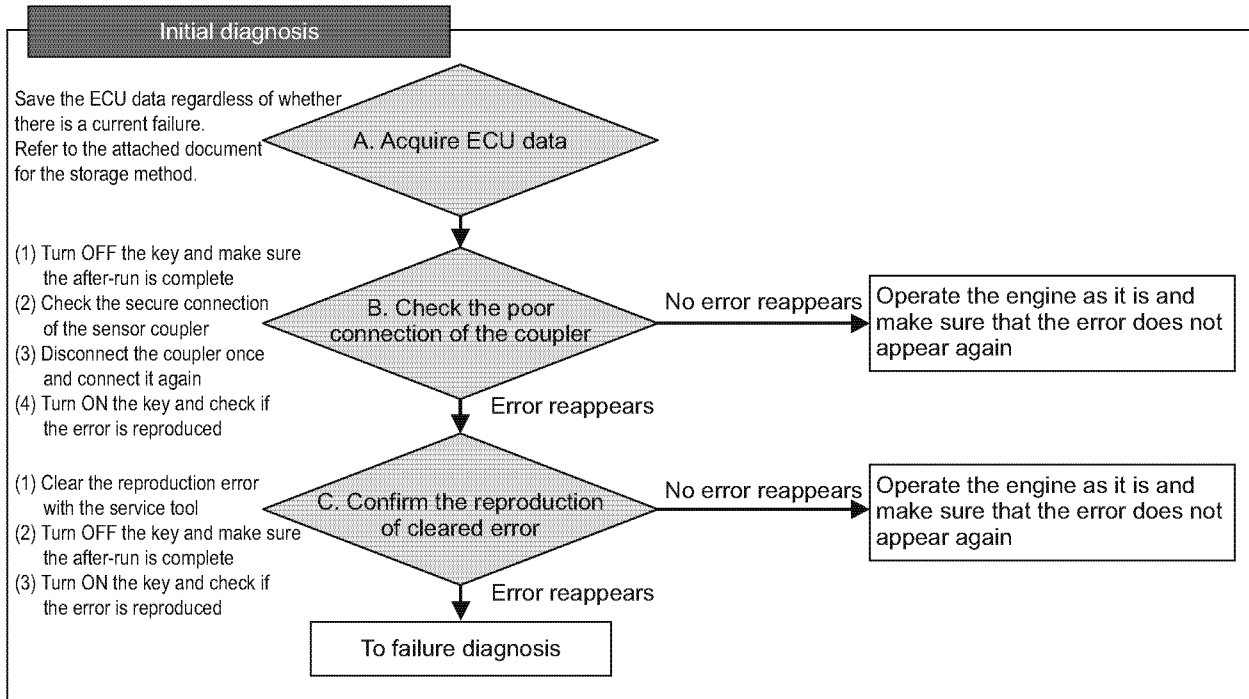 Initial diagnosis
Save the ECU data regardless of whether
there is a current failure.
Refer to the attached document
for the storage method.
A. Acquire ECU data
(1) Turn OFF the key and make sure
the after-run is complete
(2) Check the secure connection
of the sensor coupler
(3) Disconnect the coupler once
and connect it again
(4) Turn ON the key and check if
the error is reproduced
B. Check the poor
connection of the coupler
No error reappears
Operate the engine as it is and
make sure that the error does not
appear again
Error reappears
(1) Clear the reproduction error
with the service tool
(2) Turn OFF the key and make sure
the after-run is complete
(3) Turn ON the key and check if
the error is reproduced
C. Confirm the reproduction
of cleared error
No error reappears
Operate the engine as it is and
make sure that the error does not
appear again
Error reappears
To failure diagnosis